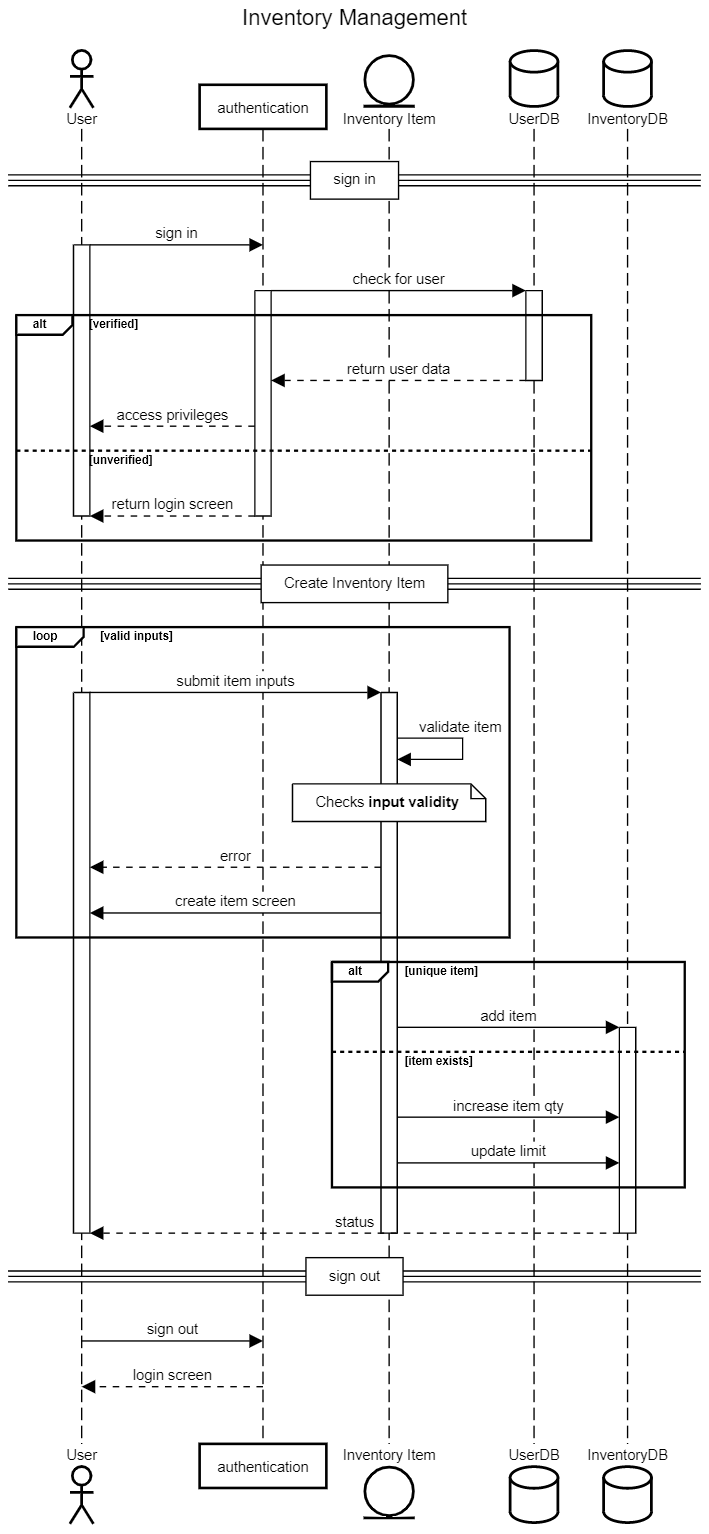 Inventory Management
User
authentication
Inventory Item
UserDB
InventoryDB
sign in
sign in
check for user
alt
[verified]
return user data
access privileges
[unverified]
return login screen
Create Inventory Item
loop
[valid inputs]
submit item inputs
validate item
Checks input validity
error
create item screen
alt
[unique item]
add item
[item exists]
increase item qty
update limit
status
sign out
sign out
login screen
User
authentication
Inventory Item
UserDB
InventoryDB